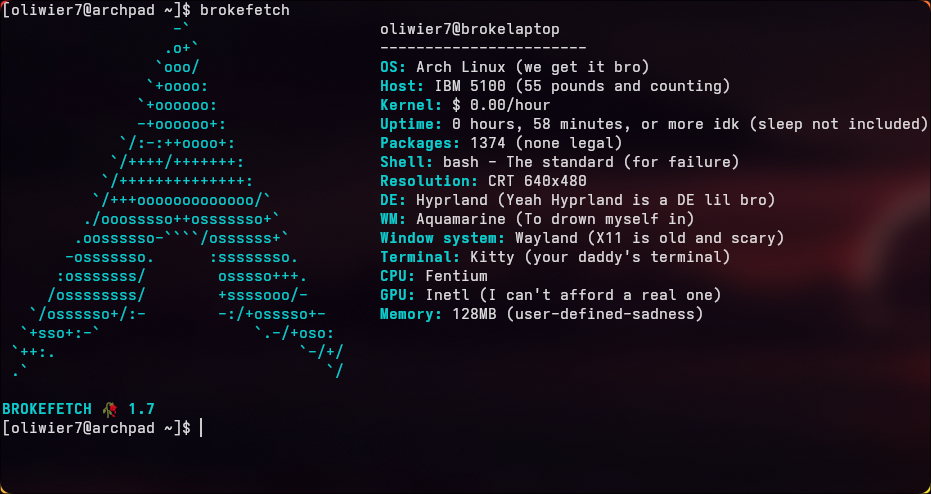 [oliwier7@archpad ~]$ brokefetch
                   -`
                  .o+`
                 `ooo/
                `+oooo:
               `+oooooo:
               -+oooooo+:
             `/:-:++oooo+:
            `/++++/+++++++:
           `/++++++++++++++:
          `/+++ooooooooooooo/`
         ./ooosssso++osssssso+`
        .oossssso-````/ossssss+`
       -osssssso.      :ssssssso.
      :osssssss/        osssso+++.
     /ossssssss/        +ssssooo/-
   `/ossssso+/:-        -:/+osssso+-
  `+sso+:-`                 `.-/+oso:
 `++:.                           `-/+/
 .`                                 `/
oliwier7@brokelaptop
-----------------------
OS: Arch Linux (we get it bro)
Host: IBM 5100 (55 pounds and counting)
Kernel: $ 0.00/hour
Uptime: 0 hours, 58 minutes, or more idk (sleep not included)
Packages: 1374 (none legal)
Shell: bash - The standard (for failure)
Resolution: CRT 640x480
DE: Hyprland (Yeah Hyprland is a DE lil bro)
WM: Aquamarine (To drown myself in)
Window system: Wayland (X11 is old and scary)
Terminal: Kitty (your daddy's terminal)
CPU: Fentium
GPU: Inetl (I can't afford a real one)
Memory: 128MB (user-defined-sadness)
BROKEFETCH 🥀 1.7
[oliwier7@archpad ~]$